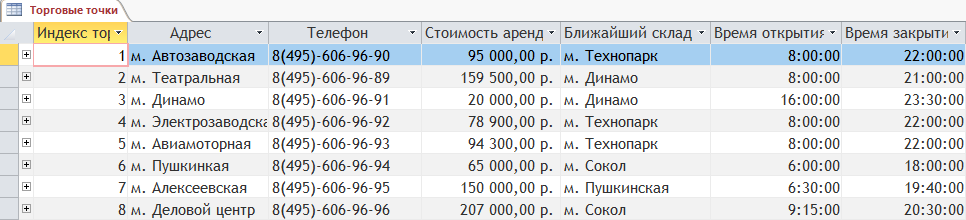 Торговые точки
Индекс тор Адрес Телефон Стоимость аренд Ближайший склад Время открытия Время закрыти
1 м. Автозаводская 8(495)-606-96-90 95 000,00 р. м. Технопарк 8:00:00 22:00:00
2 м. Театральная 8(495)-606-96-89 159 500,00 р. м. Динамо 8:00:00 21:00:00
3 м. Динамо 8(495)-606-96-91 20 000,00 р. м. Динамо 16:00:00 23:30:00
4 м. Электрозаводска 8(495)-606-96-92 78 900,00 р. м. Технопарк 8:00:00 22:00:00
5 м. Авиамоторная 8(495)-606-96-93 94 300,00 р. м. Технопарк 8:00:00 22:00:00
6 м. Пушкинкая 8(495)-606-96-94 65 000,00 р. м. Сокол 6:00:00 18:00:00
7 м. Алексеевская 8(495)-606-96-95 150 000,00 р. м. Пушкинская 6:30:00 19:40:00
8 м. Деловой центр 8(495)-606-96-96 207 000,00 р. м. Сокол 9:15:00 20:30:00